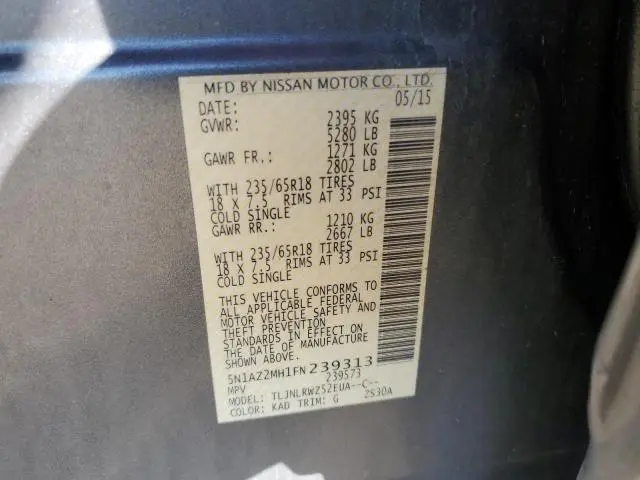 MFD BY NISSAN MOTOR CO., LTD.
DATE: 05/15
GVWR: 2395 KG
5280 LB
GAWR FR.: 1271 KG
2802 LB
WITH 235/65R18 TIRES
18 X 7.5 RIMS AT 33 PSI
COLD SINGLE
GAWR RR.: 1210 KG
2667 LB
WITH 235/65R18 TIRES
18 X 7.5 RIMS AT 33 PSI
COLD SINGLE
THIS VEHICLE CONFORMS TO
ALL APPLICABLE FEDERAL
MOTOR VEHICLE SAFETY AND
THEFT PREVENTION
STANDARDS IN EFFECT ON
THE DATE OF MANUFACTURE
SHOWN ABOVE.
5N1AZ2MH1FN239313
MPV 239573
MODEL: TLJNLRWZ52EUA--C--
COLOR: KAD TRIM: G 2S30A